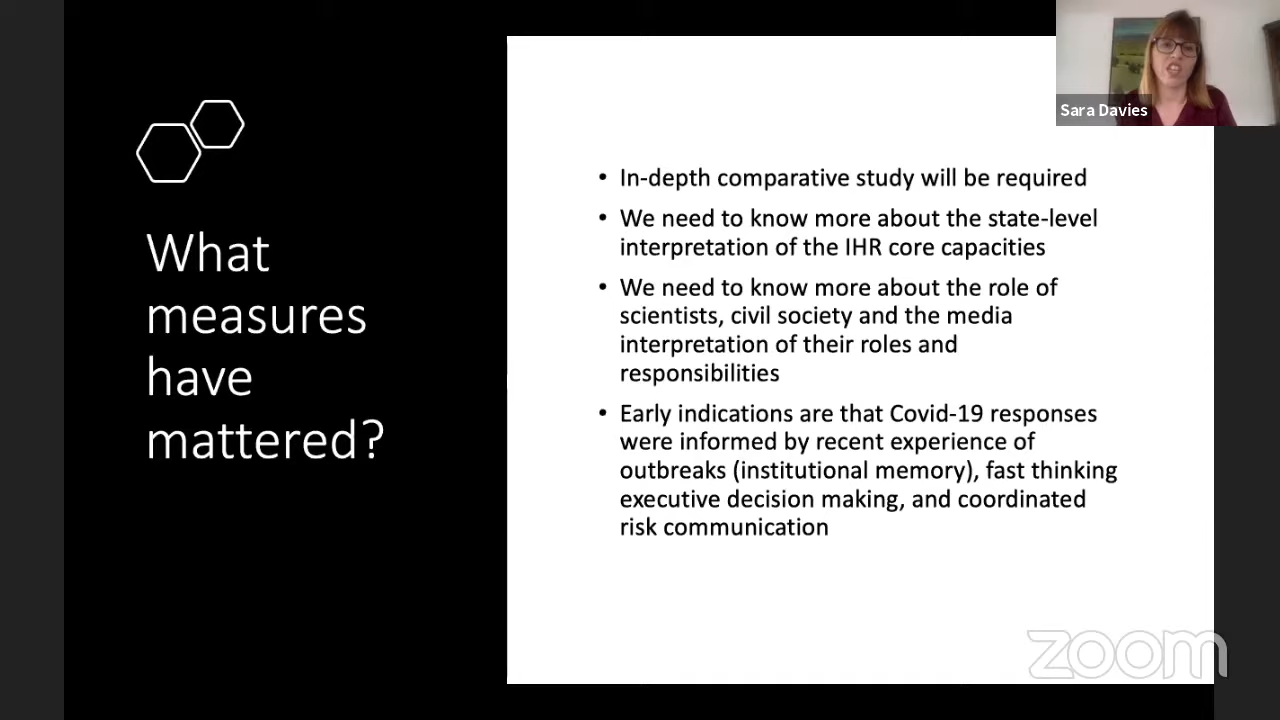 Sara Davies
What
measures
have
mattered?
• In-depth comparative study will be required
• We need to know more about the state-level
interpretation of the IHR core capacities
• We need to know more about the role of
scientists, civil society and the media
interpretation of their roles and
responsibilities
• Early indications are that Covid-19 responses
were informed by recent experience of
outbreaks (institutional memory), fast thinking
executive decision making, and coordinated
risk communication
zoom